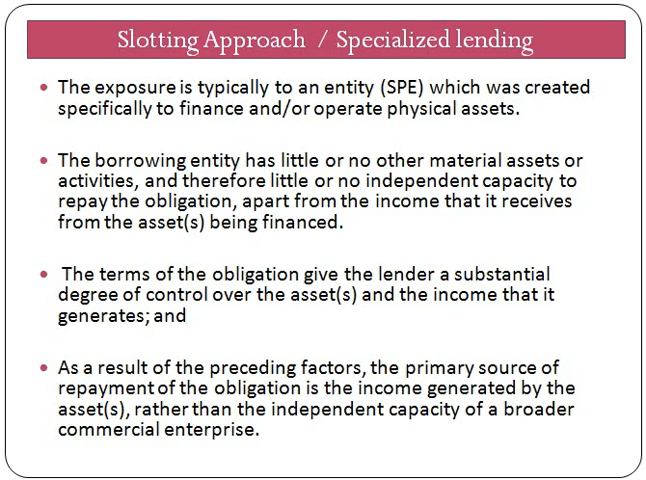 Slotting Approach / Specialized lending
• The exposure is typically to an entity (SPE) which was created
specifically to finance and/or operate physical assets.
• The borrowing entity has little or no other material assets or
activities, and therefore little or no independent capacity to
repay the obligation, apart from the income that it receives
from the asset(s) being financed.
• The terms of the obligation give the lender a substantial
degree of control over the asset(s) and the income that it
generates; and
• As a result of the preceding factors, the primary source of
repayment of the obligation is the income generated by the
asset(s), rather than the independent capacity of a broader
commercial enterprise.